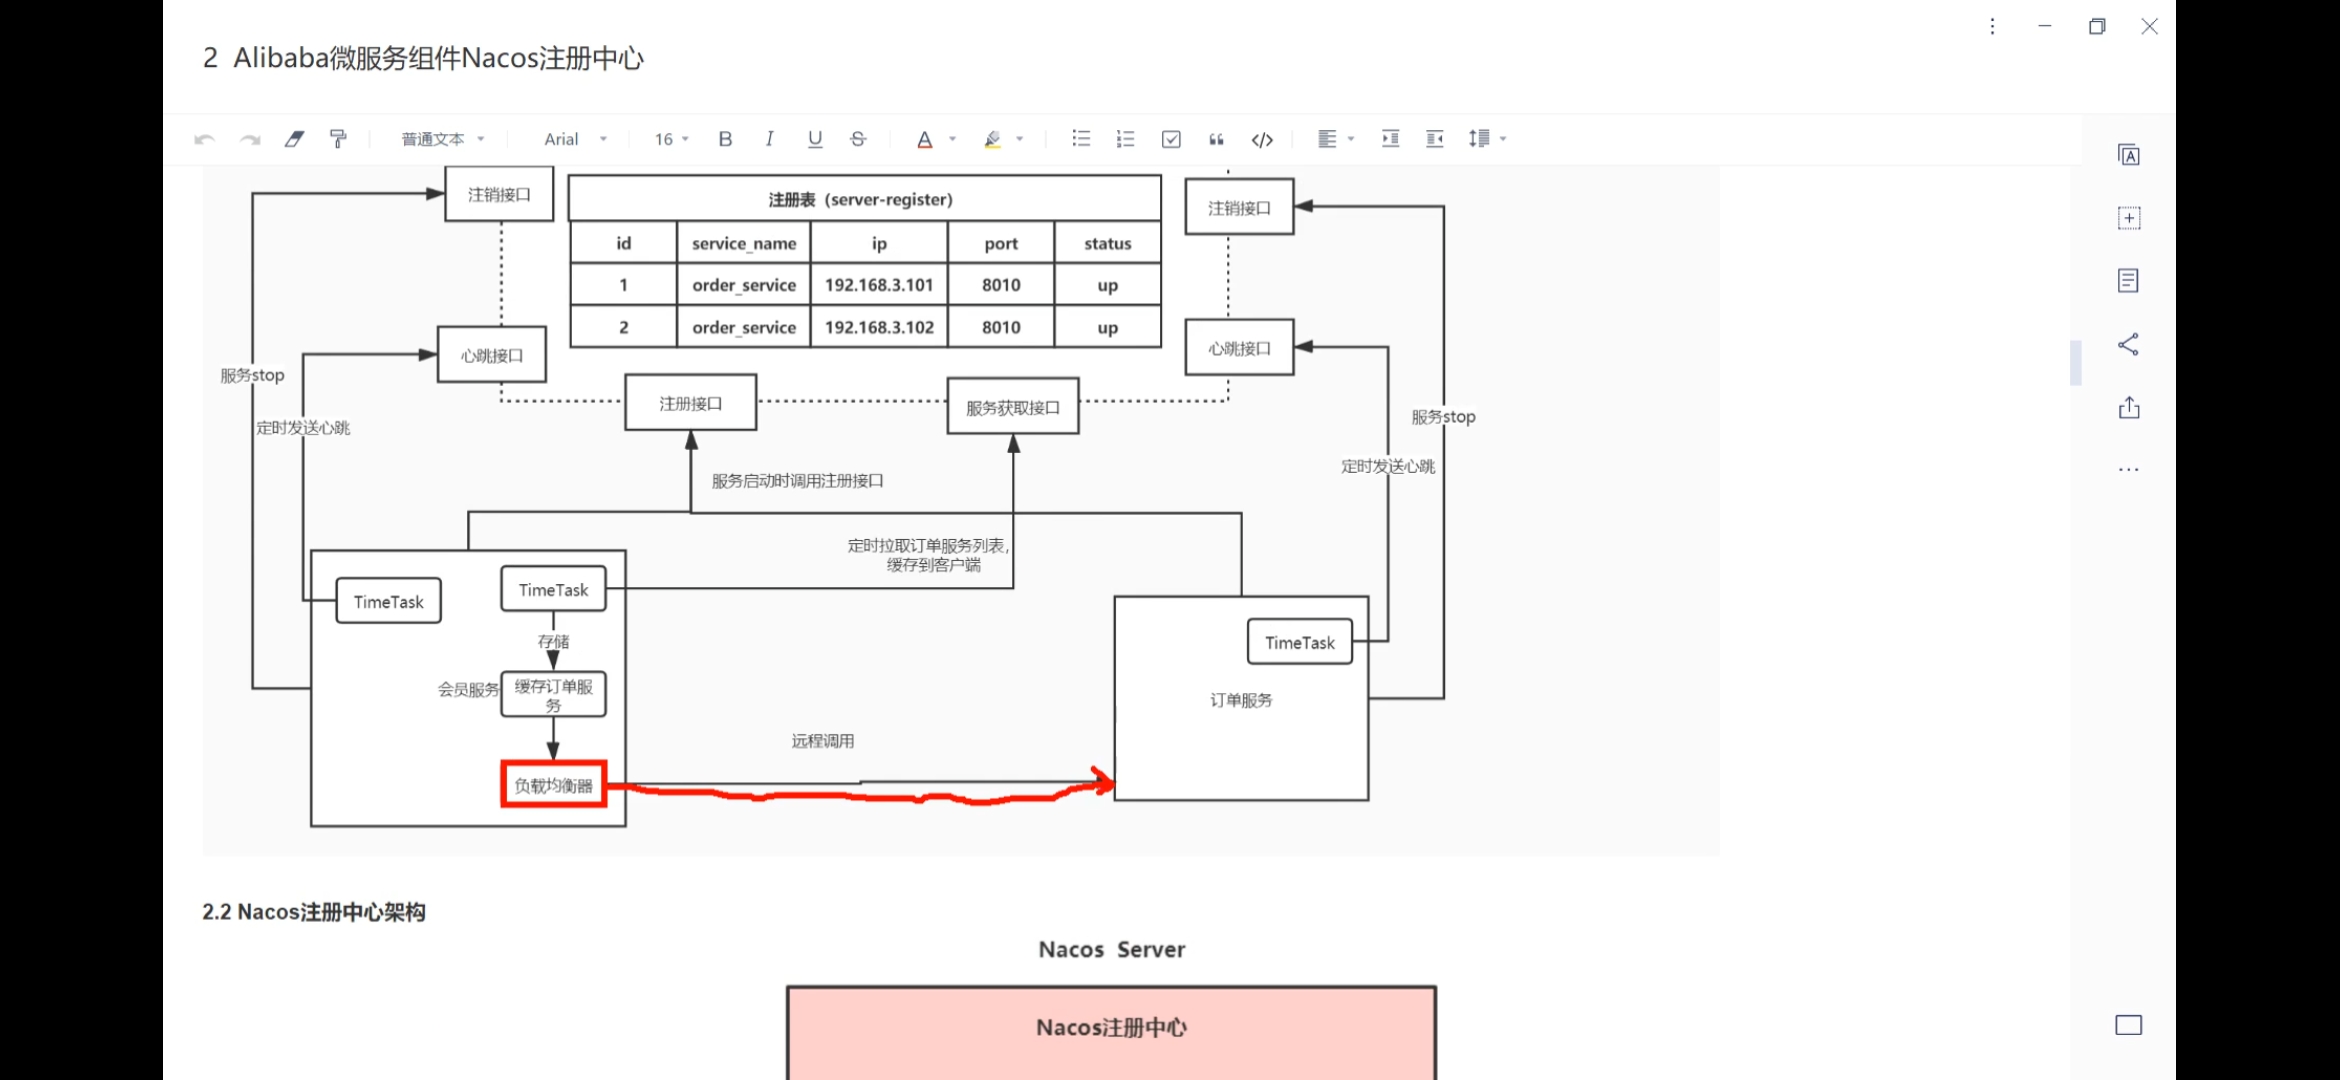 2 Alibaba微服务组件Nacos注册中心
普通文本
Arial
16
注销接口
注册表（server-register）
id service_name ip port status
1 order_service 192.168.3.101 8010 up
2 order_service 192.168.3.102 8010 up
注销接口
心跳接口
心跳接口
服务stop
注册接口
服务获取接口
服务stop
定时发送心跳
定时发送心跳
服务启动时调用注册接口
定时拉取订单服务列表，
缓存到客户端
TimeTask
TimeTask
存储
会员服务
缓存订单服
务
负载均衡器
远程调用
TimeTask
订单服务
2.2 Nacos注册中心架构
Nacos Server
Nacos注册中心